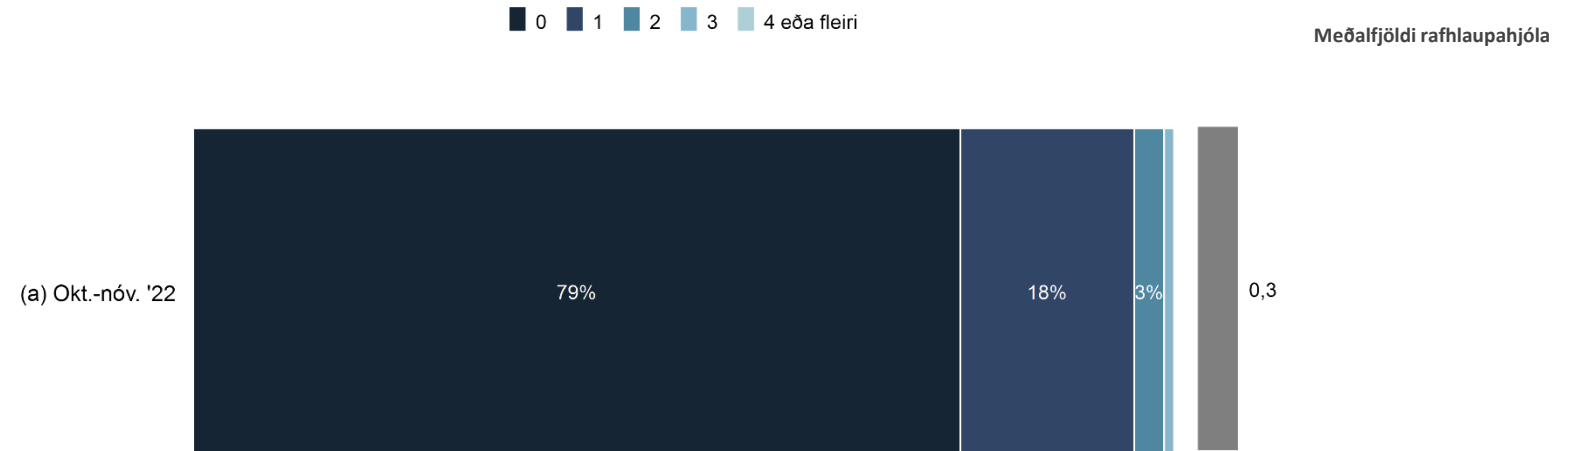 0 1 2 3 4 eða fleiri
Meðalfjöldi rafhlaupahjóla
(a) Okt.-nóv. '22 79% 18% 3% 0,3